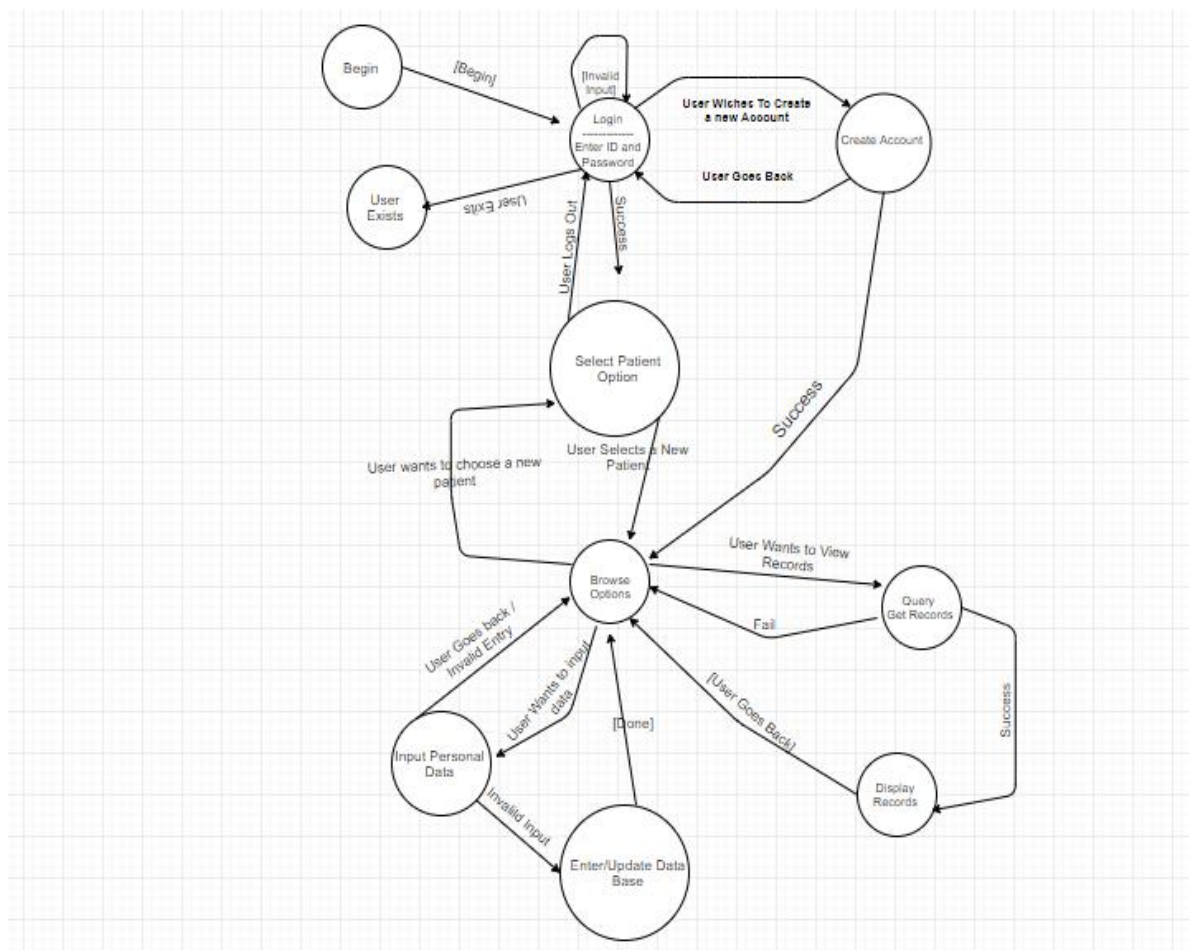 Begin
[Begin]
[Invalid
Input]
Login
----------------
Enter ID and
Password
User Wishes To Create
a new Account
Create Account
User Goes Back
User
Exists
User Exits
User Logs Out
Success
Select Patient
Option
Success
User Selects a New
Patient
User wants to choose a new
patient
Browse
Options
User Wants to View
Records
Query
Get Records
Fail
User Goes back /
Invalid Entry
User Wants to input
data
[Done]
[User Goes Back]
Success
Input Personal
Data
Invaliid Input
Display
Records
Enter/Update Data
Base